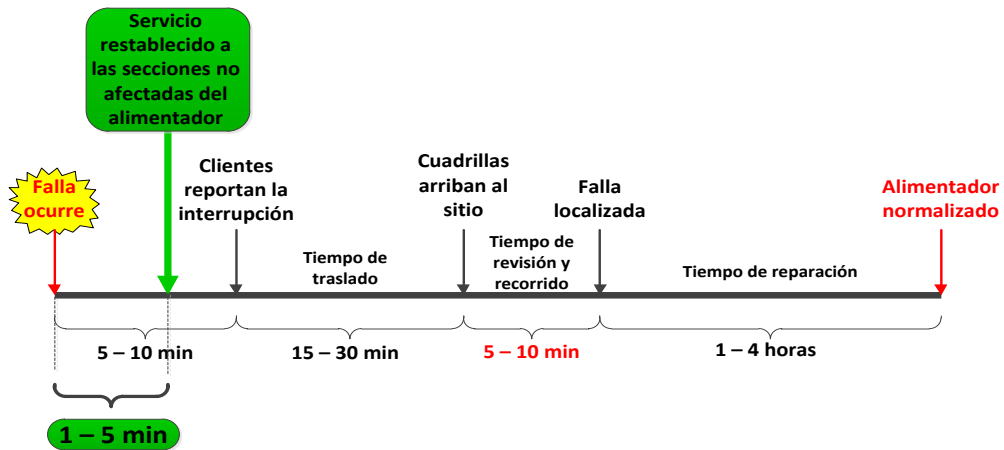 Servicio
restablecido a
las secciones no
afectadas del
alimentador
Falla
ocurre
Clientes
reportan la
interrupción
Cuadrillas
arriban al
sitio
Falla
localizada
Alimentador
normalizado
Tiempo de
traslado
Tiempo de
revisión y
recorrido
Tiempo de reparación
5 – 10 min
15 – 30 min
5 – 10 min
1 – 4 horas
1 – 5 min